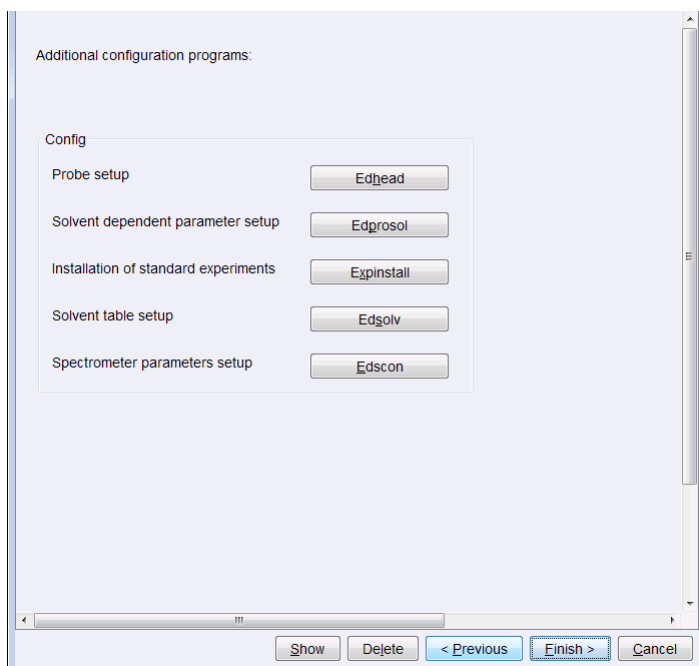 Additional configuration programs:
Config
Probe setup Edhead
Solvent dependent parameter setup Edprosol
Installation of standard experiments Expinstall
Solvent table setup Edsolv
Spectrometer parameters setup Edscon
Show Delete < Previous Finish > Cancel